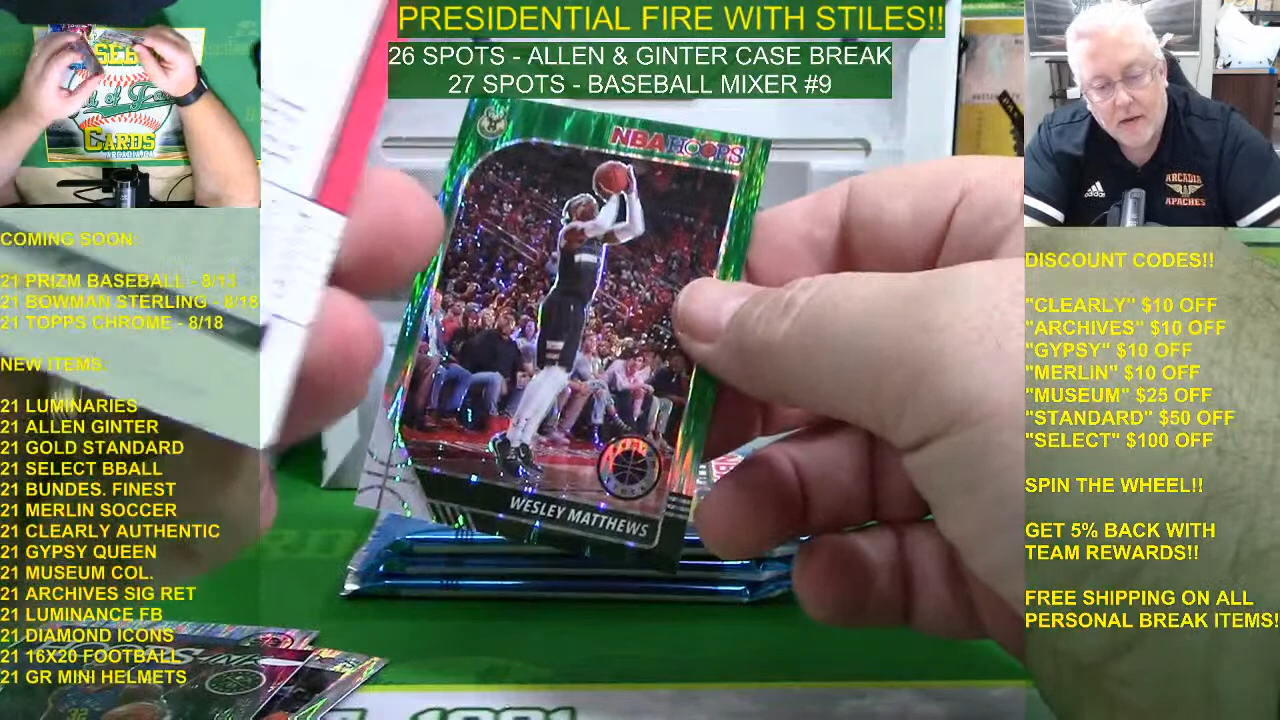 PRESIDENTIAL FIRE WITH STILES!!
26 SPOTS - ALLEN & GINTER CASE BREAK
27 SPOTS - BASEBALL MIXER #9
CARDS
COMING SOON:
21 PRIZM BASEBALL - 8/13
21 BOWMAN STERLING - 8/18
21 TOPPS CHROME - 8/18
NEW ITEMS:
21 LUMINARIES
21 ALLEN GINTER
21 GOLD STANDARD
21 SELECT BBALL
21 BUNDES. FINEST
21 MERLIN SOCCER
21 CLEARLY AUTHENTIC
21 GYPSY QUEEN
21 MUSEUM COL.
21 ARCHIVES SIG RET
21 LUMINANCE FB
21 DIAMOND ICONS
21 16X20 FOOTBALL
21 GR MINI HELMETS
NBA HOOPS
WESLEY MATTHEWS
adidas
ARCADIA
APACHES
DISCOUNT CODES!!
"CLEARLY" $10 OFF
"ARCHIVES" $10 OFF
"GYPSY" $10 OFF
"MERLIN" $10 OFF
"MUSEUM" $25 OFF
"STANDARD" $50 OFF
"SELECT" $100 OFF
SPIN THE WHEEL!!
GET 5% BACK WITH
TEAM REWARDS!!
FREE SHIPPING ON ALL
PERSONAL BREAK ITEMS!